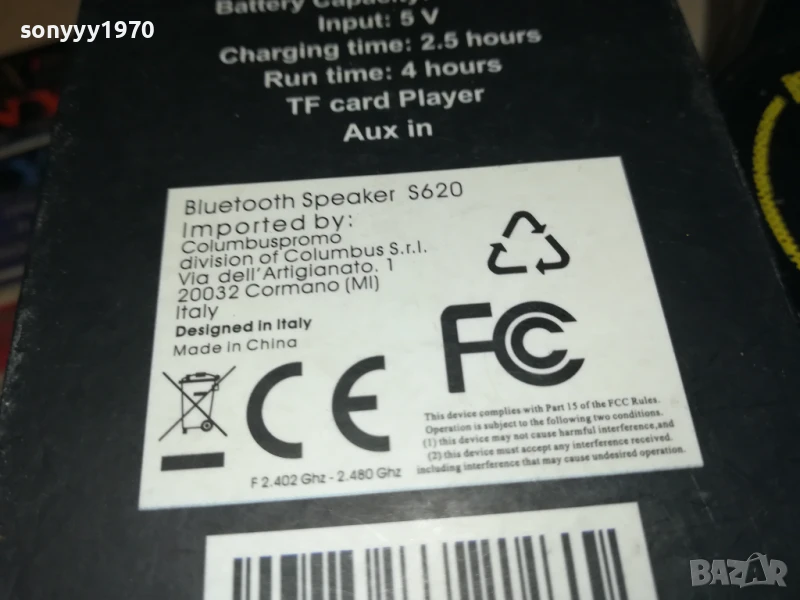 sonyyy1970
Battery Capacity:
Input: 5 V
Charging time: 2.5 hours
Run time: 4 hours
TF card Player
Aux in
Bluetooth Speaker S620
Imported by:
Columbuspromo
division of Columbus S.r.l.
Via dell'Artigianato. 1
20032 Cormano (MI)
Italy
Designed in Italy
Made in China
CE
FC
This device complies with Part 15 of the FCC Rules.
Operation is subject to the following two conditions.
(1) this device may not cause harmful interference,and
(2) this device must accept any interference received.
including interference that may cause undesired operation.
F 2.402 Ghz - 2.480 Ghz
BAZAR